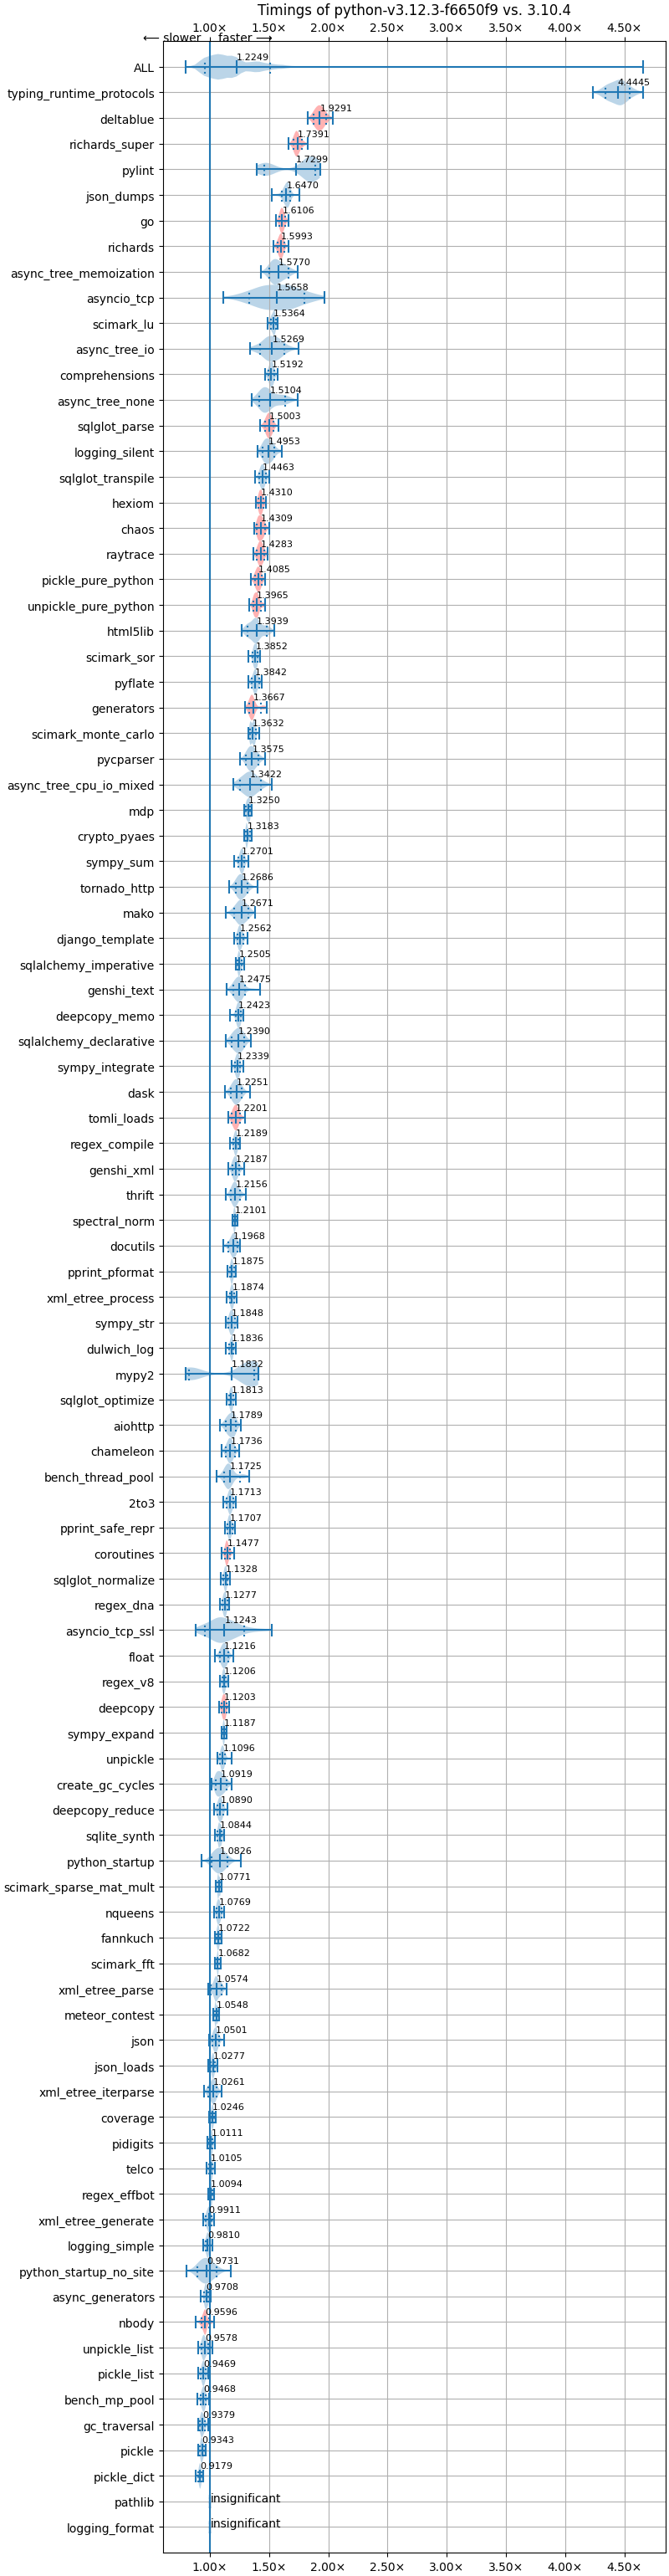 Timings of python-v3.12.3-f6650f9 vs. 3.10.4
1.00× 1.50× 2.00× 2.50× 3.00× 3.50× 4.00× 4.50×
⟵ slower faster ⟶
ALL 1.2249
typing_runtime_protocols 4.4445
deltablue 1.9291
richards_super 1.7391
pylint 1.7299
json_dumps 1.6470
go 1.6106
richards 1.5993
async_tree_memoization 1.5770
asyncio_tcp 1.5658
scimark_lu 1.5364
async_tree_io 1.5269
comprehensions 1.5192
async_tree_none 1.5104
sqlglot_parse 1.5003
logging_silent 1.4953
sqlglot_transpile 1.4463
hexiom 1.4310
chaos 1.4309
raytrace 1.4283
pickle_pure_python 1.4085
unpickle_pure_python 1.3965
html5lib 1.3939
scimark_sor 1.3852
pyflate 1.3842
generators 1.3667
scimark_monte_carlo 1.3632
pycparser 1.3575
async_tree_cpu_io_mixed 1.3422
mdp 1.3250
crypto_pyaes 1.3183
sympy_sum 1.2701
tornado_http 1.2686
mako 1.2671
django_template 1.2562
sqlalchemy_imperative 1.2505
genshi_text 1.2475
deepcopy_memo 1.2423
sqlalchemy_declarative 1.2390
sympy_integrate 1.2339
dask 1.2251
tomli_loads 1.2201
regex_compile 1.2189
genshi_xml 1.2187
thrift 1.2156
spectral_norm 1.2101
docutils 1.1968
pprint_pformat 1.1875
xml_etree_process 1.1874
sympy_str 1.1848
dulwich_log 1.1836
mypy2 1.1832
sqlglot_optimize 1.1813
aiohttp 1.1789
chameleon 1.1736
bench_thread_pool 1.1725
2to3 1.1713
pprint_safe_repr 1.1707
coroutines 1.1477
sqlglot_normalize 1.1328
regex_dna 1.1277
asyncio_tcp_ssl 1.1243
float 1.1216
regex_v8 1.1206
deepcopy 1.1203
sympy_expand 1.1187
unpickle 1.1096
create_gc_cycles 1.0919
deepcopy_reduce 1.0890
sqlite_synth 1.0844
python_startup 1.0826
scimark_sparse_mat_mult 1.0771
nqueens 1.0769
fannkuch 1.0722
scimark_fft 1.0682
xml_etree_parse 1.0574
meteor_contest 1.0548
json 1.0501
json_loads 1.0277
xml_etree_iterparse 1.0261
coverage 1.0246
pidigits 1.0111
telco 1.0105
regex_effbot 1.0094
xml_etree_generate 0.9911
logging_simple 0.9810
python_startup_no_site 0.9731
async_generators 0.9708
nbody 0.9596
unpickle_list 0.9578
pickle_list 0.9469
bench_mp_pool 0.9468
gc_traversal 0.9379
pickle 0.9343
pickle_dict 0.9179
pathlib insignificant
logging_format insignificant
1.00× 1.50× 2.00× 2.50× 3.00× 3.50× 4.00× 4.50×